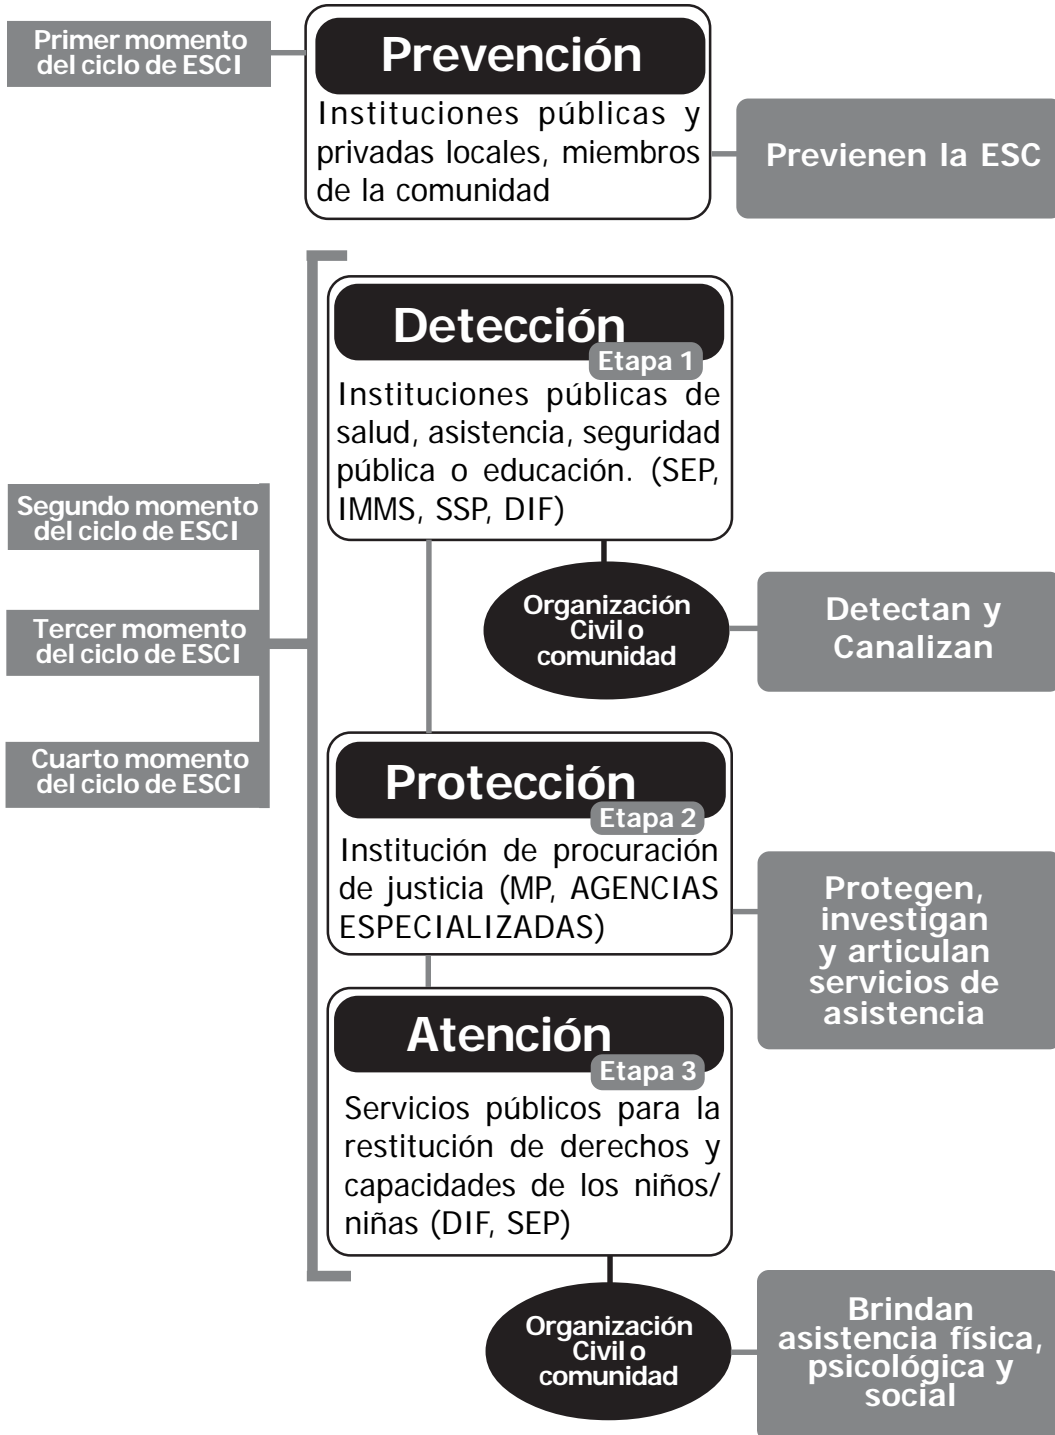 Primer momento
del ciclo de ESCI
Prevención
Instituciones públicas y
privadas locales, miembros
de la comunidad
Previenen la ESC
Detección
Etapa 1
Instituciones públicas de
salud, asistencia, seguridad
pública o educación. (SEP,
IMMS, SSP, DIF)
Segundo momento
del ciclo de ESCI
Tercer momento
del ciclo de ESCI
Cuarto momento
del ciclo de ESCI
Organización
Civil o
comunidad
Detectan y
Canalizan
Protección
Etapa 2
Institución de procuración
de justicia (MP, AGENCIAS
ESPECIALIZADAS)
Protegen,
investigan
y articulan
servicios de
asistencia
Atención
Etapa 3
Servicios públicos para la
restitución de derechos y
capacidades de los niños/
niñas (DIF, SEP)
Organización
Civil o
comunidad
Brindan
asistencia física,
psicológica y
social